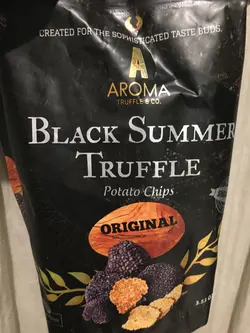 CREATED FOR THE SOPHISTICATED TASTE BUDS.
A
AROMA
TRUFFLE & CO.
BLACK SUMMER
TRUFFLE
Potato Chips
ORIGINAL